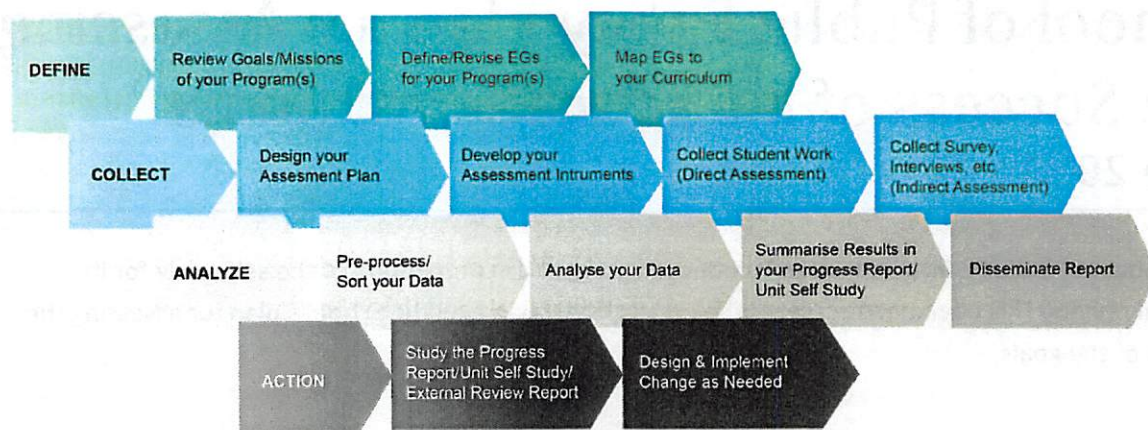 DEFINE
Review Goals/Missions
of your Program(s)
Define/Revise EGs
for your Program(s)
Map EGs to
your Curriculum
COLLECT
Design your
Assesment Plan
Develop your
Assessment Intruments
Collect Student Work
(Direct Assessment)
Collect Survey,
Interviews, etc
(Indirect Assessment)
ANALYZE
Pre-process/
Sort your Data
Analyse your Data
Summarise Results in
your Progress Report/
Unit Self Study
Disseminate Report
ACTION
Study the Progress
Report/Unit Self Study/
External Review Report
Design & Implement
Change as Needed